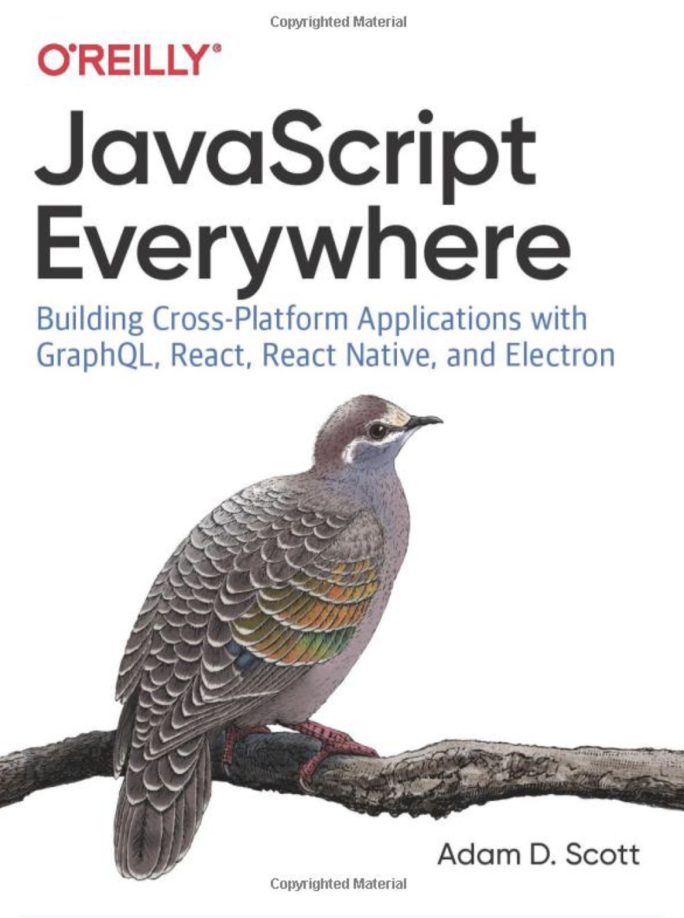 Copyrighted Material
O'REILLY®
JavaScript
Everywhere
Building Cross-Platform Applications with
GraphQL, React, React Native, and Electron
Adam D. Scott
Copyrighted Material